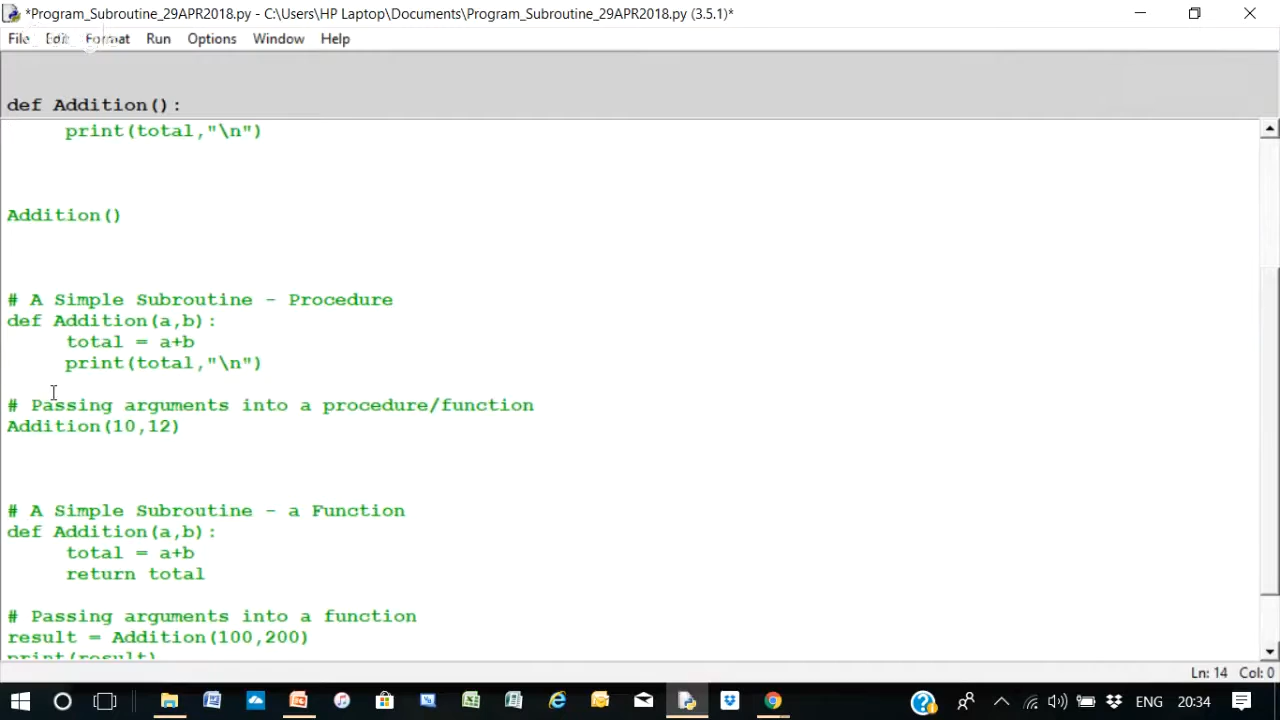 *Program_Subroutine_29APR2018.py - C:\Users\HP Laptop\Documents\Program_Subroutine_29APR2018.py (3.5.1)*
File Edit Format Run Options Window Help
def Addition():
print(total,"\n")
Addition()
# A Simple Subroutine - Procedure
def Addition(a,b):
total = a+b
print(total,"\n")
# Passing arguments into a procedure/function
Addition(10,12)
# A Simple Subroutine - a Function
def Addition(a,b):
total = a+b
return total
# Passing arguments into a function
result = Addition(100,200)
print(result)
Ln: 14 Col: 0
ENG 20:34